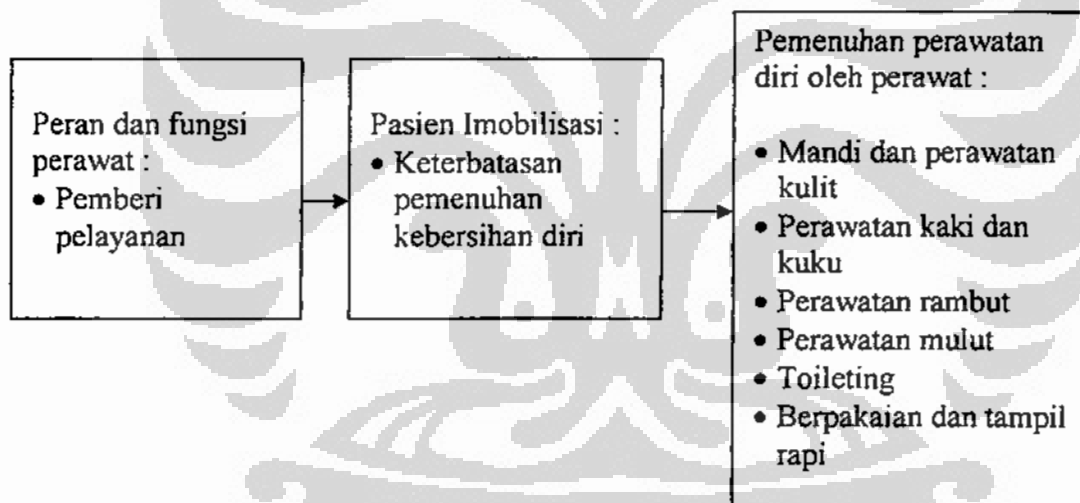 Peran dan fungsi
perawat :
• Pemberi
pelayanan
Pasien Imobilisasi :
• Keterbatasan
pemenuhan
kebersihan diri
Pemenuhan perawatan
diri oleh perawat :
• Mandi dan perawatan
kulit
• Perawatan kaki dan
kuku
• Perawatan rambut
• Perawatan mulut
• Toileting
• Berpakaian dan tampil
rapi